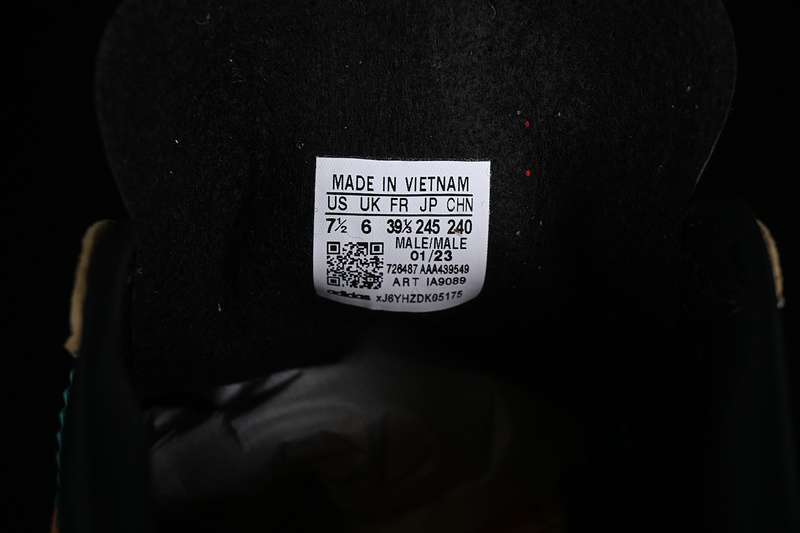 MADE IN VIETNAM
US UK FR JP CHN
7½ 6 39⅓ 245 240
MALE/MALE
01/23
726487 AAA439549
ART IA9089
adidas xJ6YHZDK05175